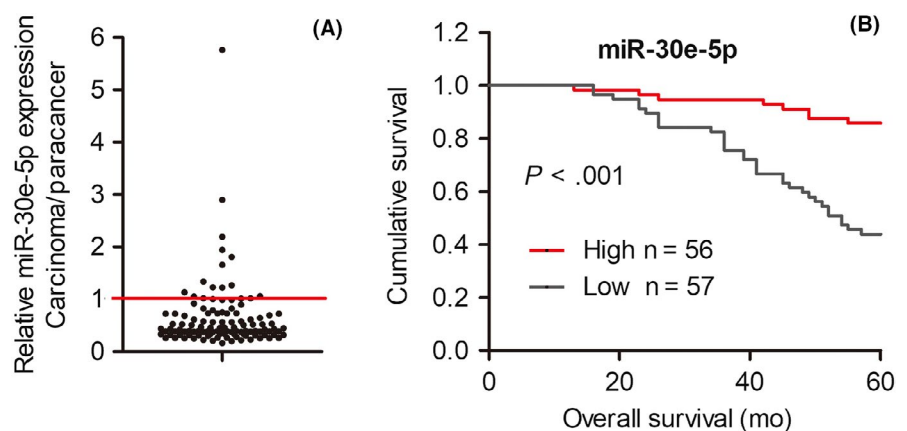 (A)
Relative miR-30e-5p expression
Carcinoma/paracancer
6
5
4
3
2
1
0
(B)
miR-30e-5p
Cumulative survival
1.2
1.0
0.8
0.6
0.4
0.2
0.0
P < .001
High n = 56
Low n = 57
0 20 40 60
Overall survival (mo)